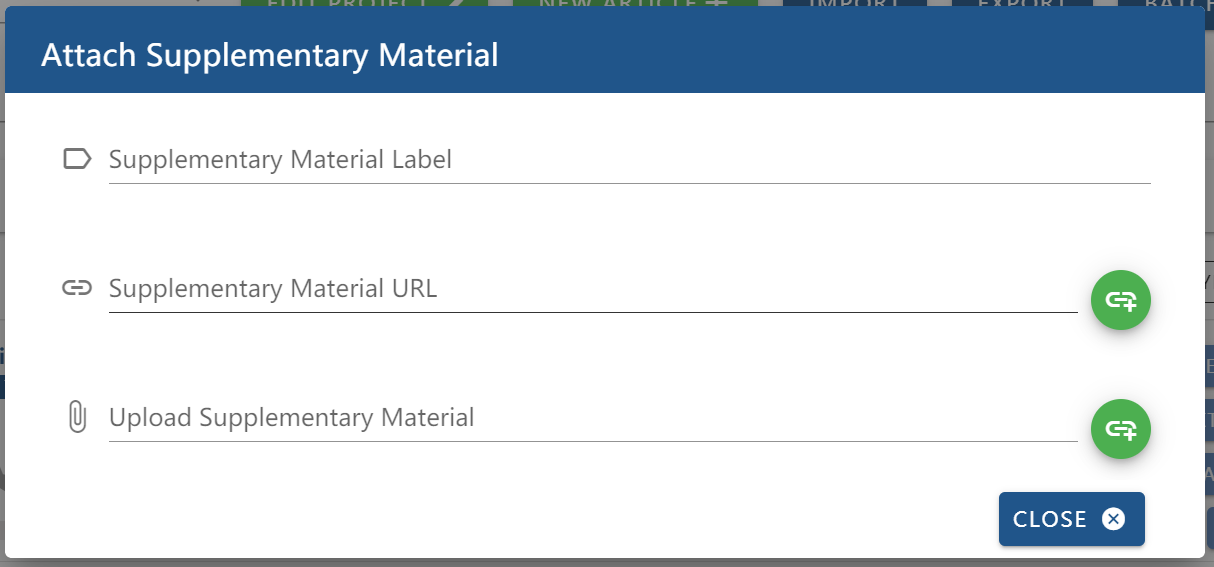 EDIT PROJECT NEW ARTICLE IMPORT EXPORT
Attach Supplementary Material
Supplementary Material Label
Supplementary Material URL
Upload Supplementary Material
CLOSE